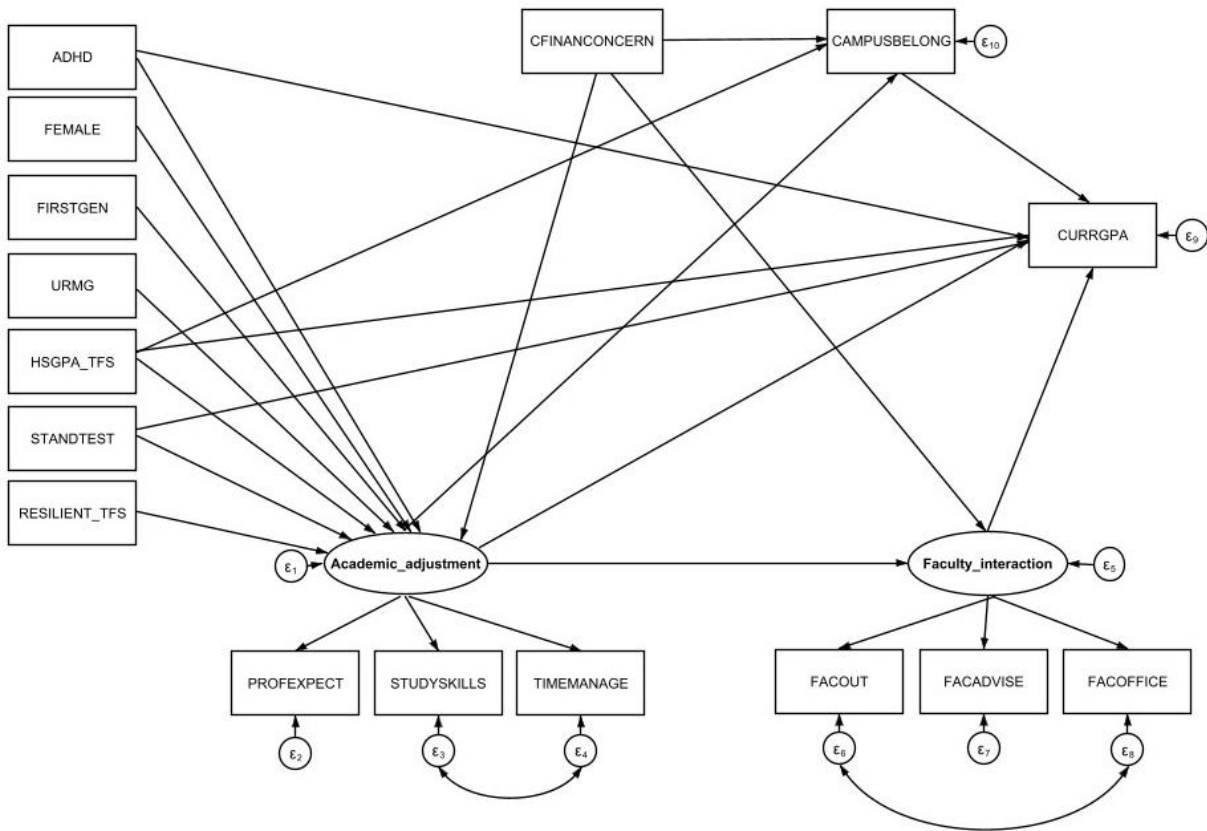 ADHD
FEMALE
FIRSTGEN
URMG
HSGPA_TFS
STANDTEST
RESILIENT_TFS
CFINANCONCERN
CAMPUSBELONG
ε₁₀
CURRGPA
ε₉
ε₁
Academic_adjustment
Faculty_interaction
ε₅
PROFEXPECT
STUDYSKILLS
TIMEMANAGE
FACOUT
FACADVISE
FACOFFICE
ε₂
ε₃
ε₄
ε₆
ε₇
ε₈